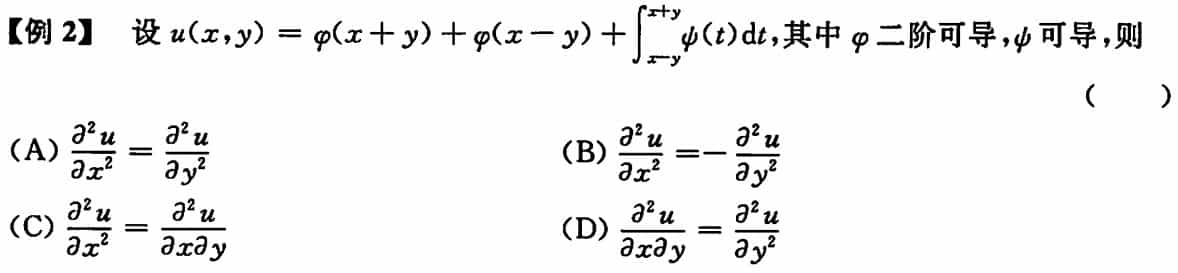 【例 2】 设 u(x,y) = φ(x+y)+φ(x−y)+∫_{x−y}^{x+y}ψ(t)dt,其中 φ 二阶可导,ψ 可导,则
( )
(A) ∂²u/∂x² = ∂²u/∂y² (B) ∂²u/∂x² =− ∂²u/∂y²
(C) ∂²u/∂x² = ∂²u/∂x∂y (D) ∂²u/∂x∂y = ∂²u/∂y²